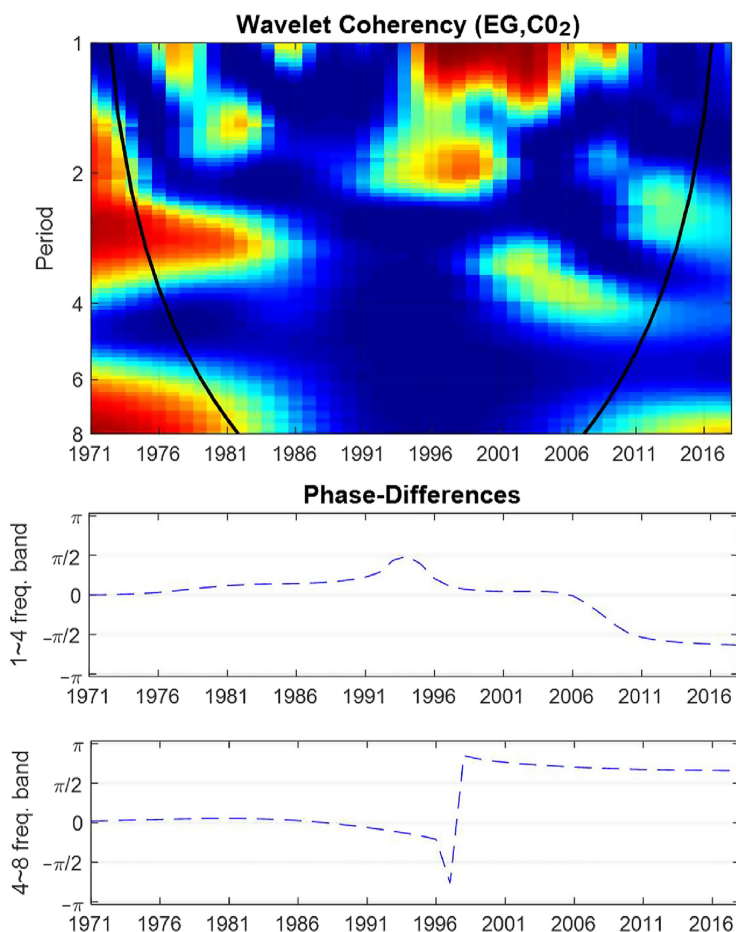 Wavelet Coherency (EG,C0₂)
1
2
4
6
8
Period
1971 1976 1981 1986 1991 1996 2001 2006 2011 2016
Phase-Differences
π
π/2
0
−π/2
−π
1~4 freq. band
1971 1976 1981 1986 1991 1996 2001 2006 2011 2016
π
π/2
0
−π/2
−π
4~8 freq. band
1971 1976 1981 1986 1991 1996 2001 2006 2011 2016